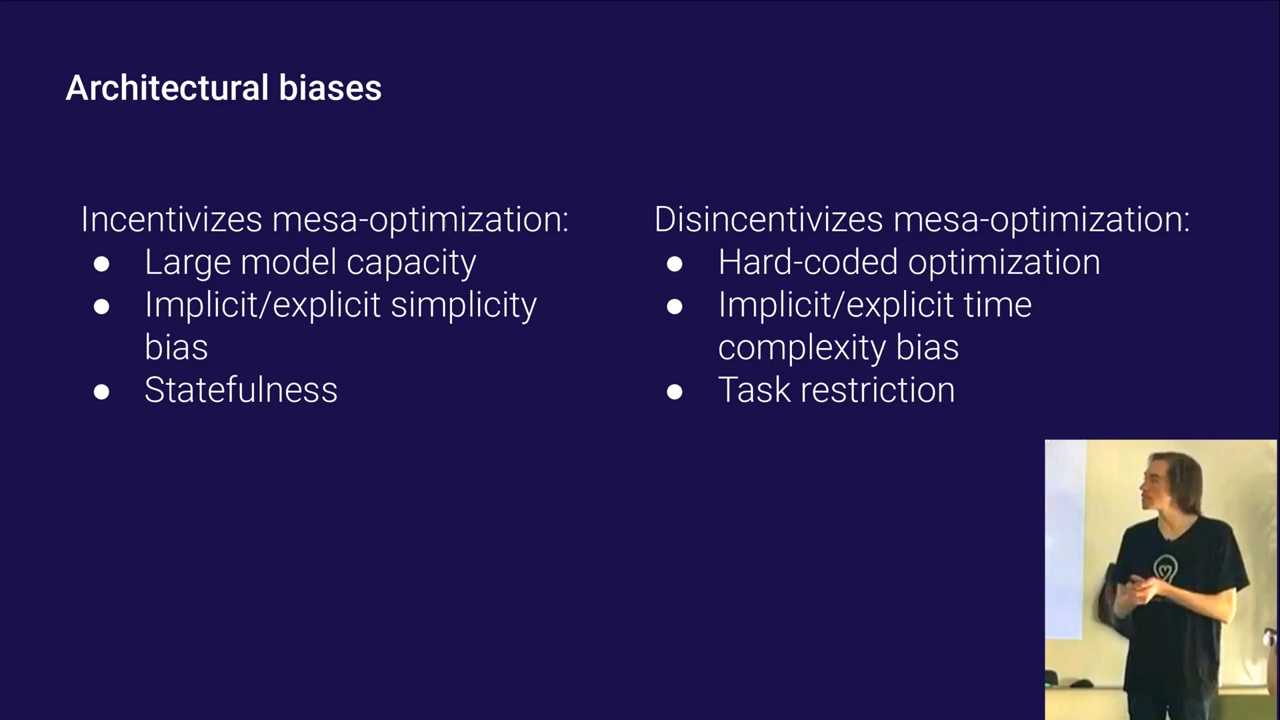 Architectural biases
Incentivizes mesa-optimization:
● Large model capacity
● Implicit/explicit simplicity
bias
● Statefulness
Disincentivizes mesa-optimization:
● Hard-coded optimization
● Implicit/explicit time
complexity bias
● Task restriction